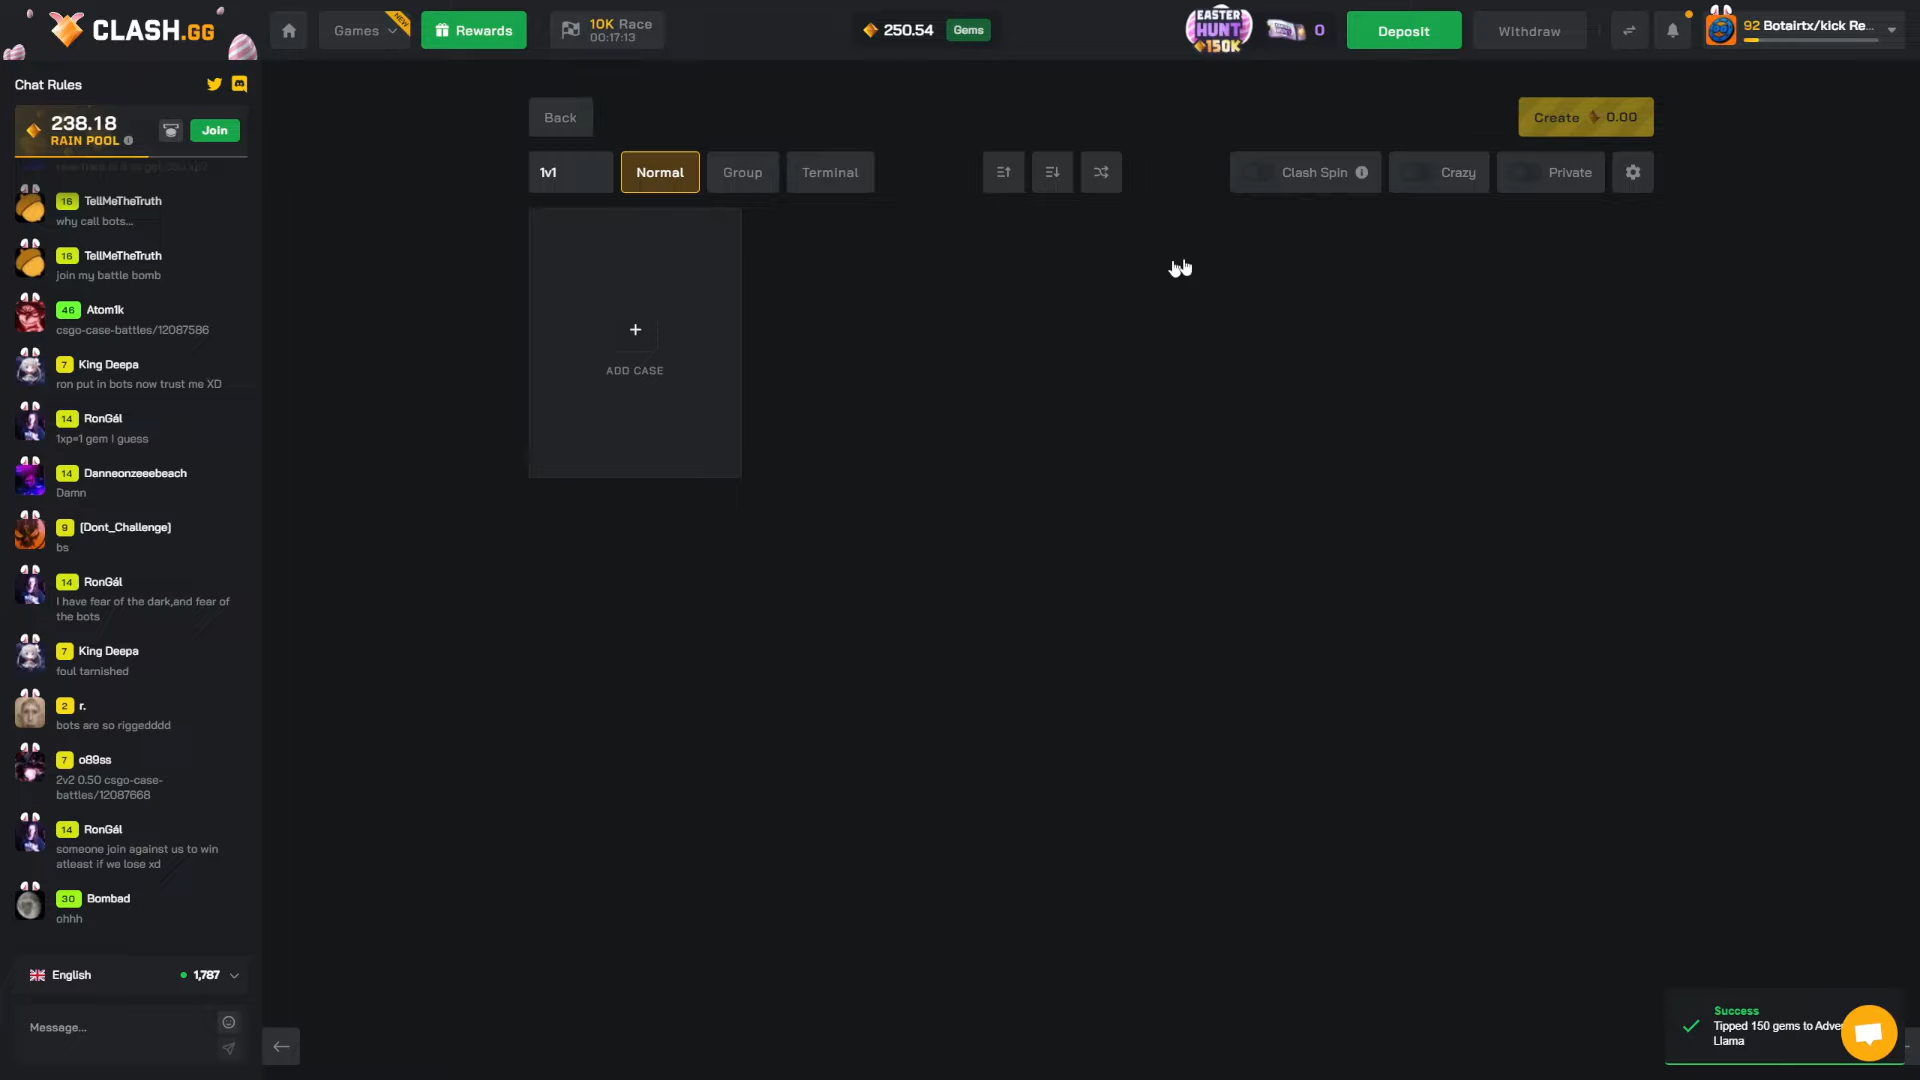 CLASH.GG
Games
NEW
Rewards
10K Race
00:17:13
250.54
Gems
EASTER
HUNT
150K
0
Deposit
Withdraw
92 Botairtx/kick Re...
Chat Rules
238.18
RAIN POOL
Join
16 TellMeTheTruth
why call bots...
16 TellMeTheTruth
join my battle bomb
46 Atom1k
csgo-case-battles/12087586
7 King Deepa
ron put in bots now trust me XD
14 RonGál
1xp=1 gem I guess
14 Danneonzeeebeach
Damn
9 [Dont_Challenge]
bs
14 RonGál
I have fear of the dark,and fear of
the bots
7 King Deepa
foul tarnished
2 r.
bots are so riggedddd
7 o89ss
2v2 0.50 csgo-case-
battles/12087668
14 RonGál
someone join against us to win
atleast if we lose xd
30 Bombad
ohhh
English
1,787
Message...
Back
Create 0.00
1v1
Normal
Group
Terminal
Clash Spin
Crazy
Private
+
ADD CASE
Success
Tipped 150 gems to Adve
Llama